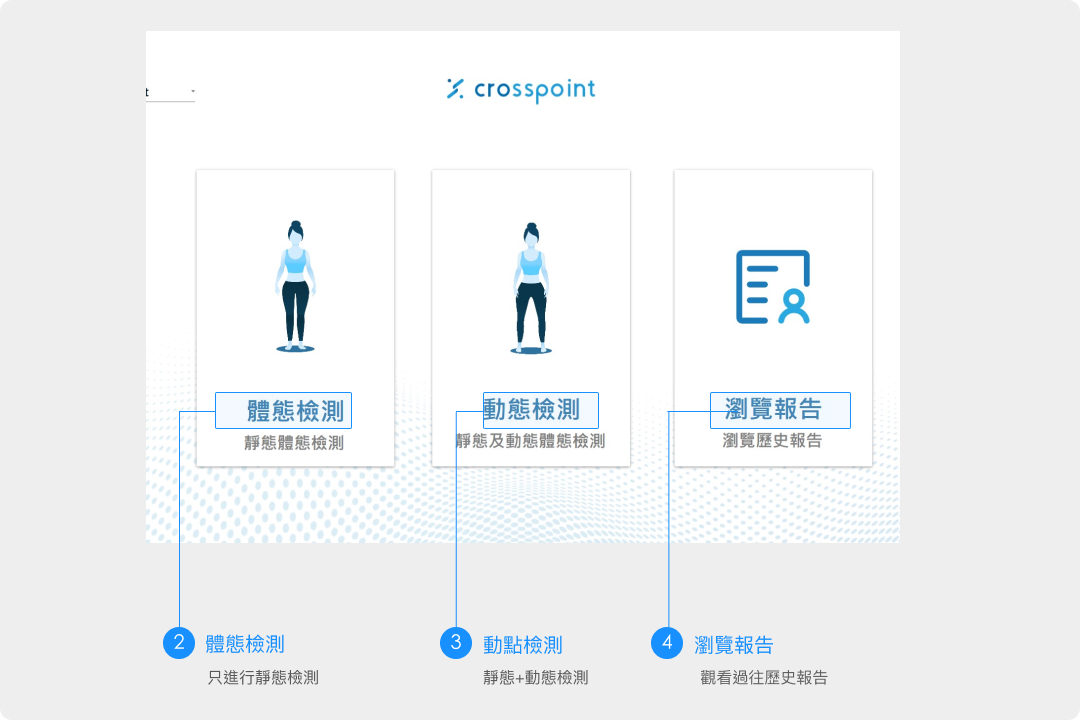 t
crosspoint
體態檢測
靜態體態檢測
動態檢測
靜態及動態體態檢測
瀏覽報告
瀏覽歷史報告
2 體態檢測
只進行靜態檢測
3 動點檢測
靜態+動態檢測
4 瀏覽報告
觀看過往歷史報告